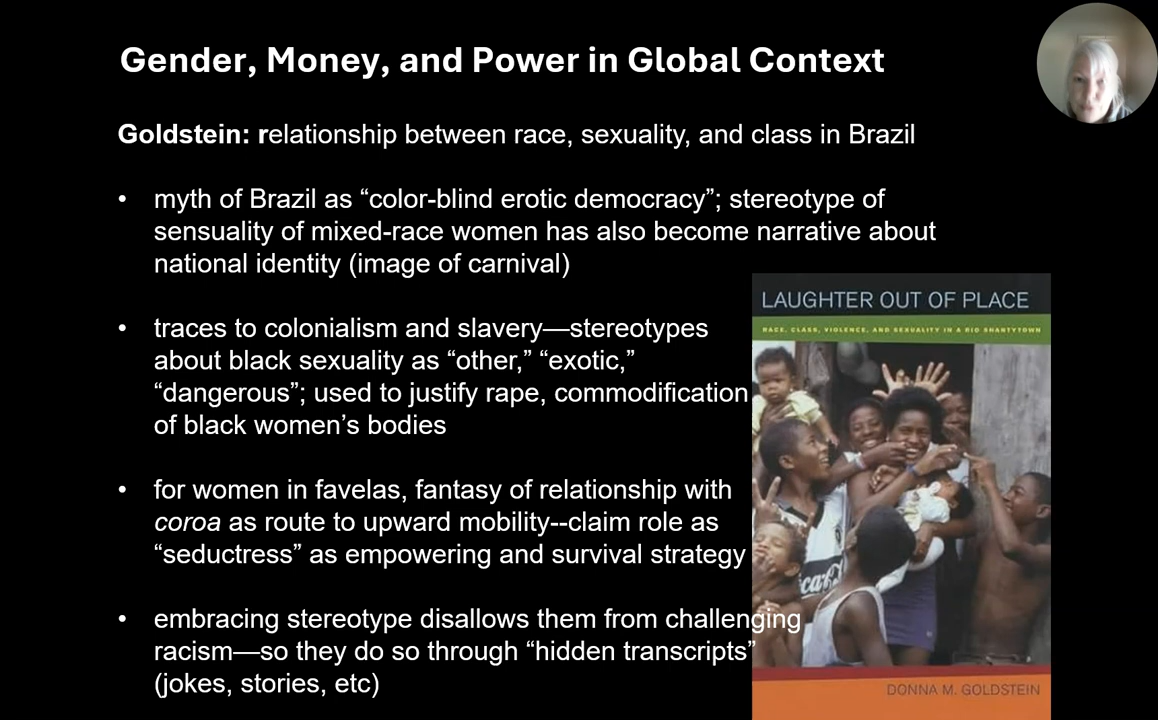 Gender, Money, and Power in Global Context
Goldstein: relationship between race, sexuality, and class in Brazil
• myth of Brazil as “color-blind erotic democracy”; stereotype of
sensuality of mixed-race women has also become narrative about
national identity (image of carnival)
• traces to colonialism and slavery—stereotypes
about black sexuality as “other,” “exotic,”
“dangerous”; used to justify rape, commodification
of black women’s bodies
• for women in favelas, fantasy of relationship with
coroa as route to upward mobility--claim role as
“seductress” as empowering and survival strategy
• embracing stereotype disallows them from challenging
racism—so they do so through “hidden transcripts”
(jokes, stories, etc)
LAUGHTER OUT OF PLACE
RACE, CLASS, VIOLENCE, AND SEXUALITY IN A RIO SHANTYTOWN
DONNA M. GOLDSTEIN